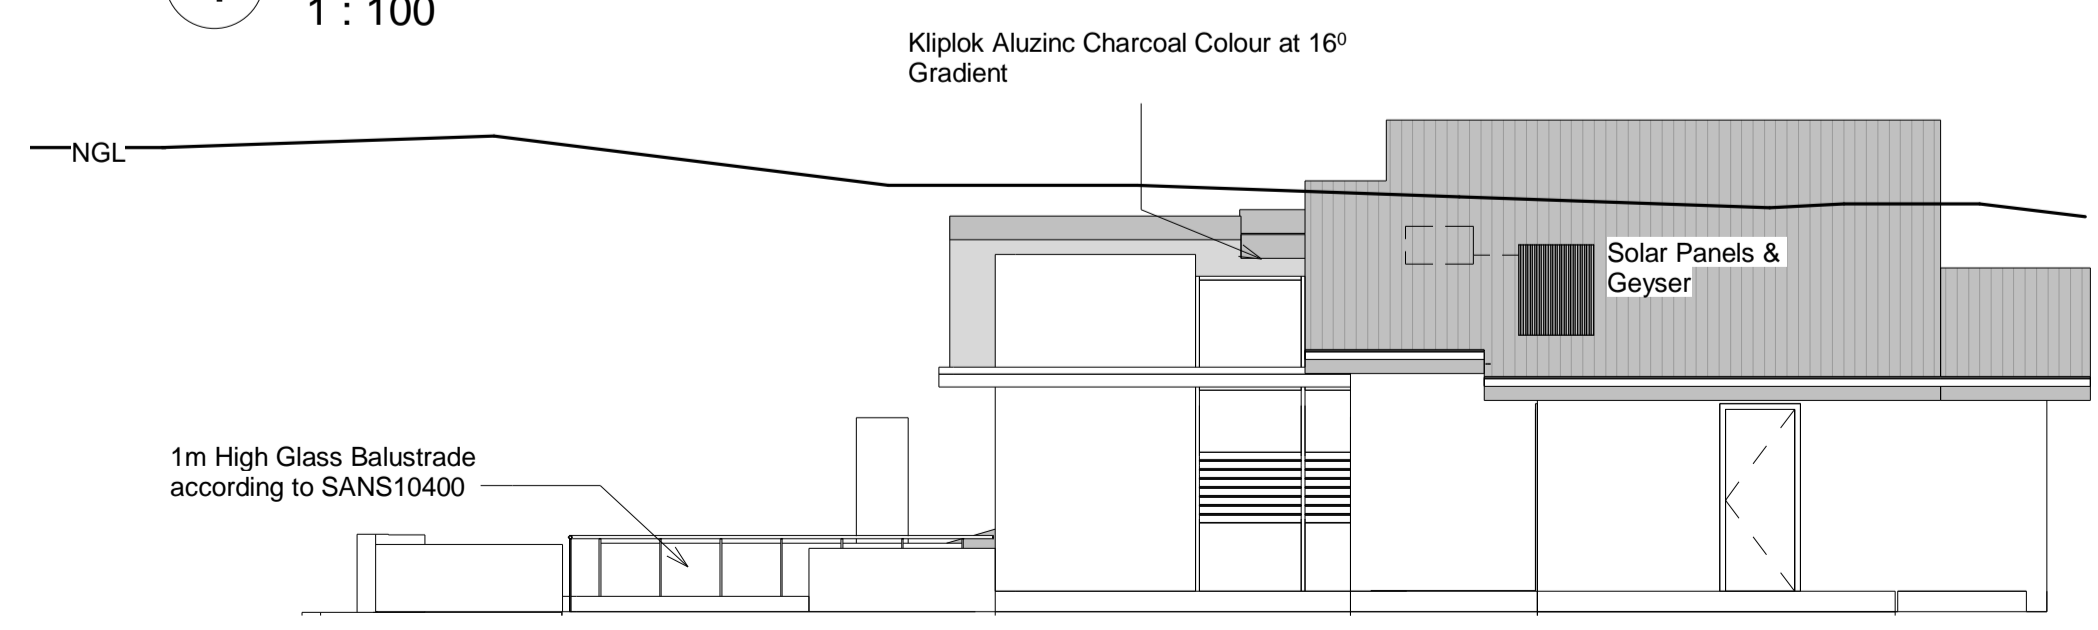 1 : 100
Kliplok Aluzinc Charcoal Colour at 16⁰
Gradient
NGL
Solar Panels &
Geyser
1m High Glass Balustrade
according to SANS10400